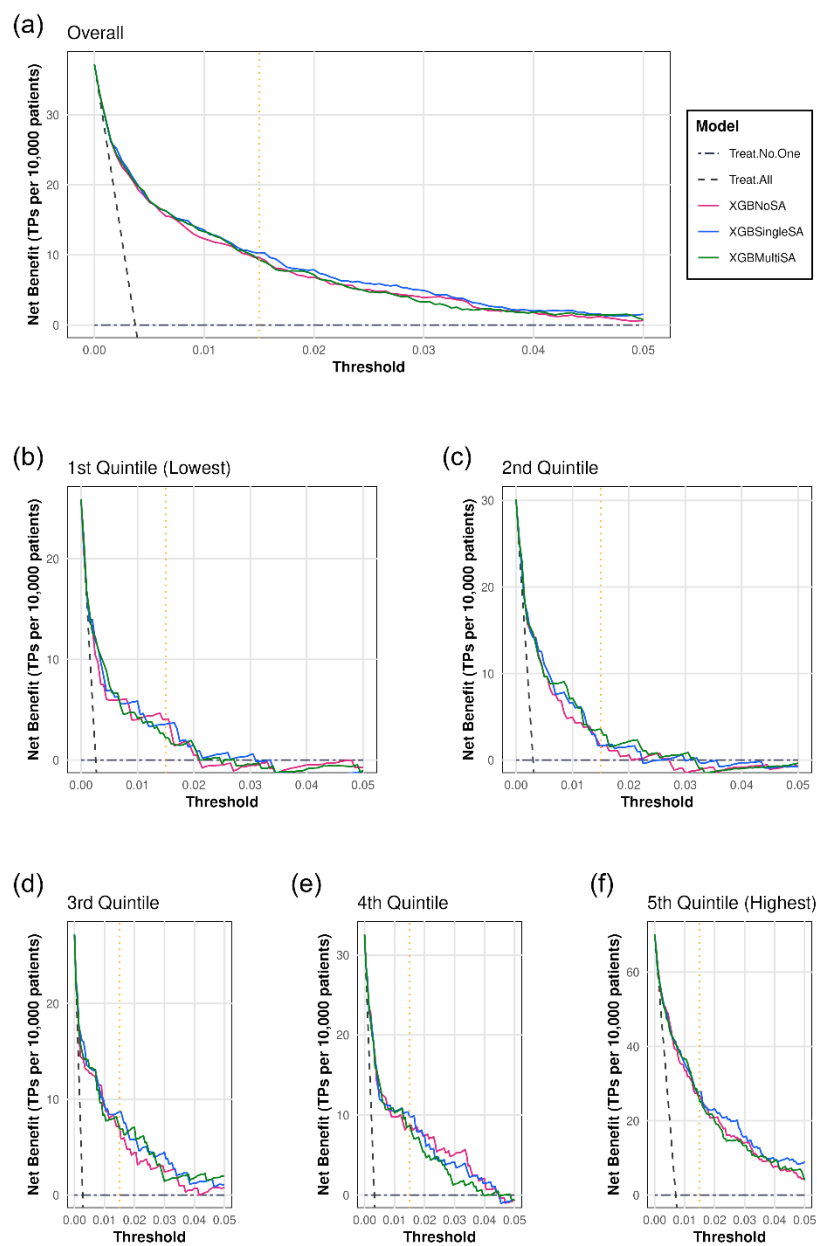 (a)
Overall
Net Benefit (TPs per 10,000 patients)
30
20
10
0
0.00 0.01 0.02 0.03 0.04 0.05
Threshold
Model
Treat.No.One
Treat.All
XGBNoSA
XGBSingleSA
XGBMultiSA
(b)
1st Quintile (Lowest)
Net Benefit (TPs per 10,000 patients)
20
10
0
0.00 0.01 0.02 0.03 0.04 0.05
Threshold
(c)
2nd Quintile
Net Benefit (TPs per 10,000 patients)
30
20
10
0
0.00 0.01 0.02 0.03 0.04 0.05
Threshold
(d)
3rd Quintile
Net Benefit (TPs per 10,000 patients)
20
10
0
0.00 0.01 0.02 0.03 0.04 0.05
Threshold
(e)
4th Quintile
Net Benefit (TPs per 10,000 patients)
30
20
10
0
0.00 0.01 0.02 0.03 0.04 0.05
Threshold
(f)
5th Quintile (Highest)
Net Benefit (TPs per 10,000 patients)
60
40
20
0
0.00 0.01 0.02 0.03 0.04 0.05
Threshold